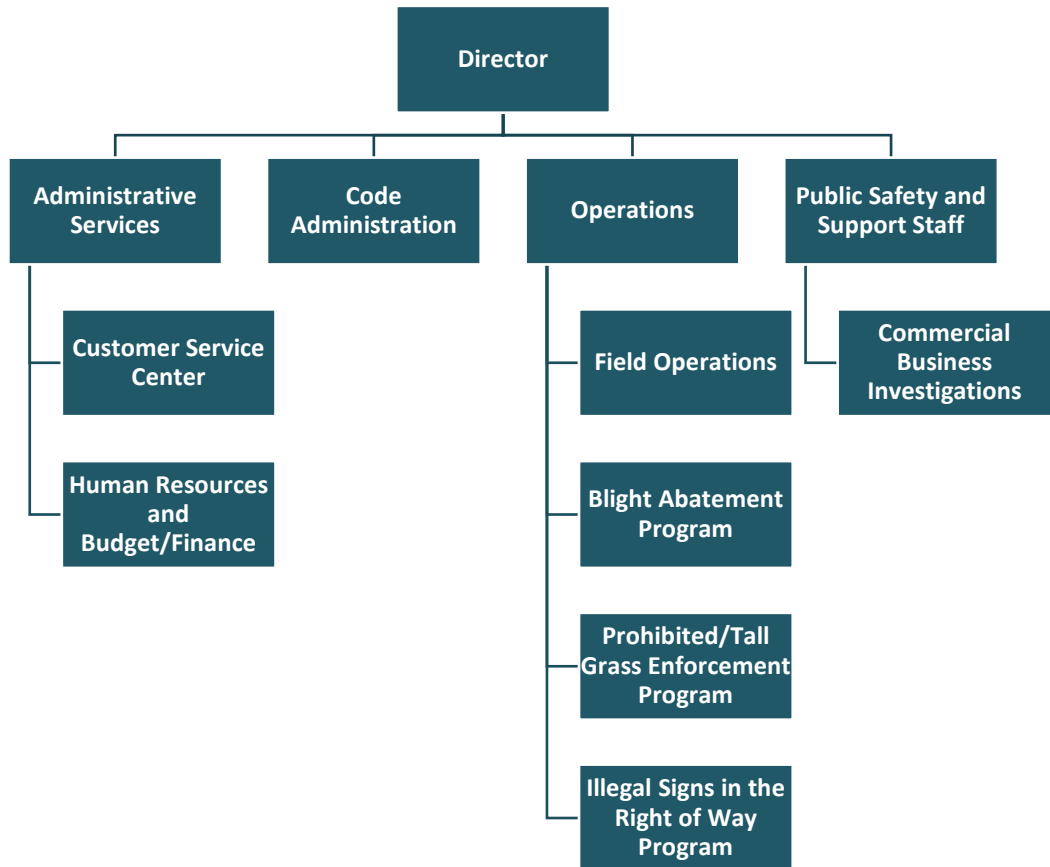 Director
Administrative
Services
Code
Administration
Operations
Public Safety and
Support Staff
Customer Service
Center
Human Resources
and
Budget/Finance
Field Operations
Blight Abatement
Program
Prohibited/Tall
Grass Enforcement
Program
Illegal Signs in the
Right of Way
Program
Commercial
Business
Investigations